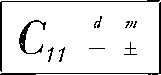 d m
C11 — ±